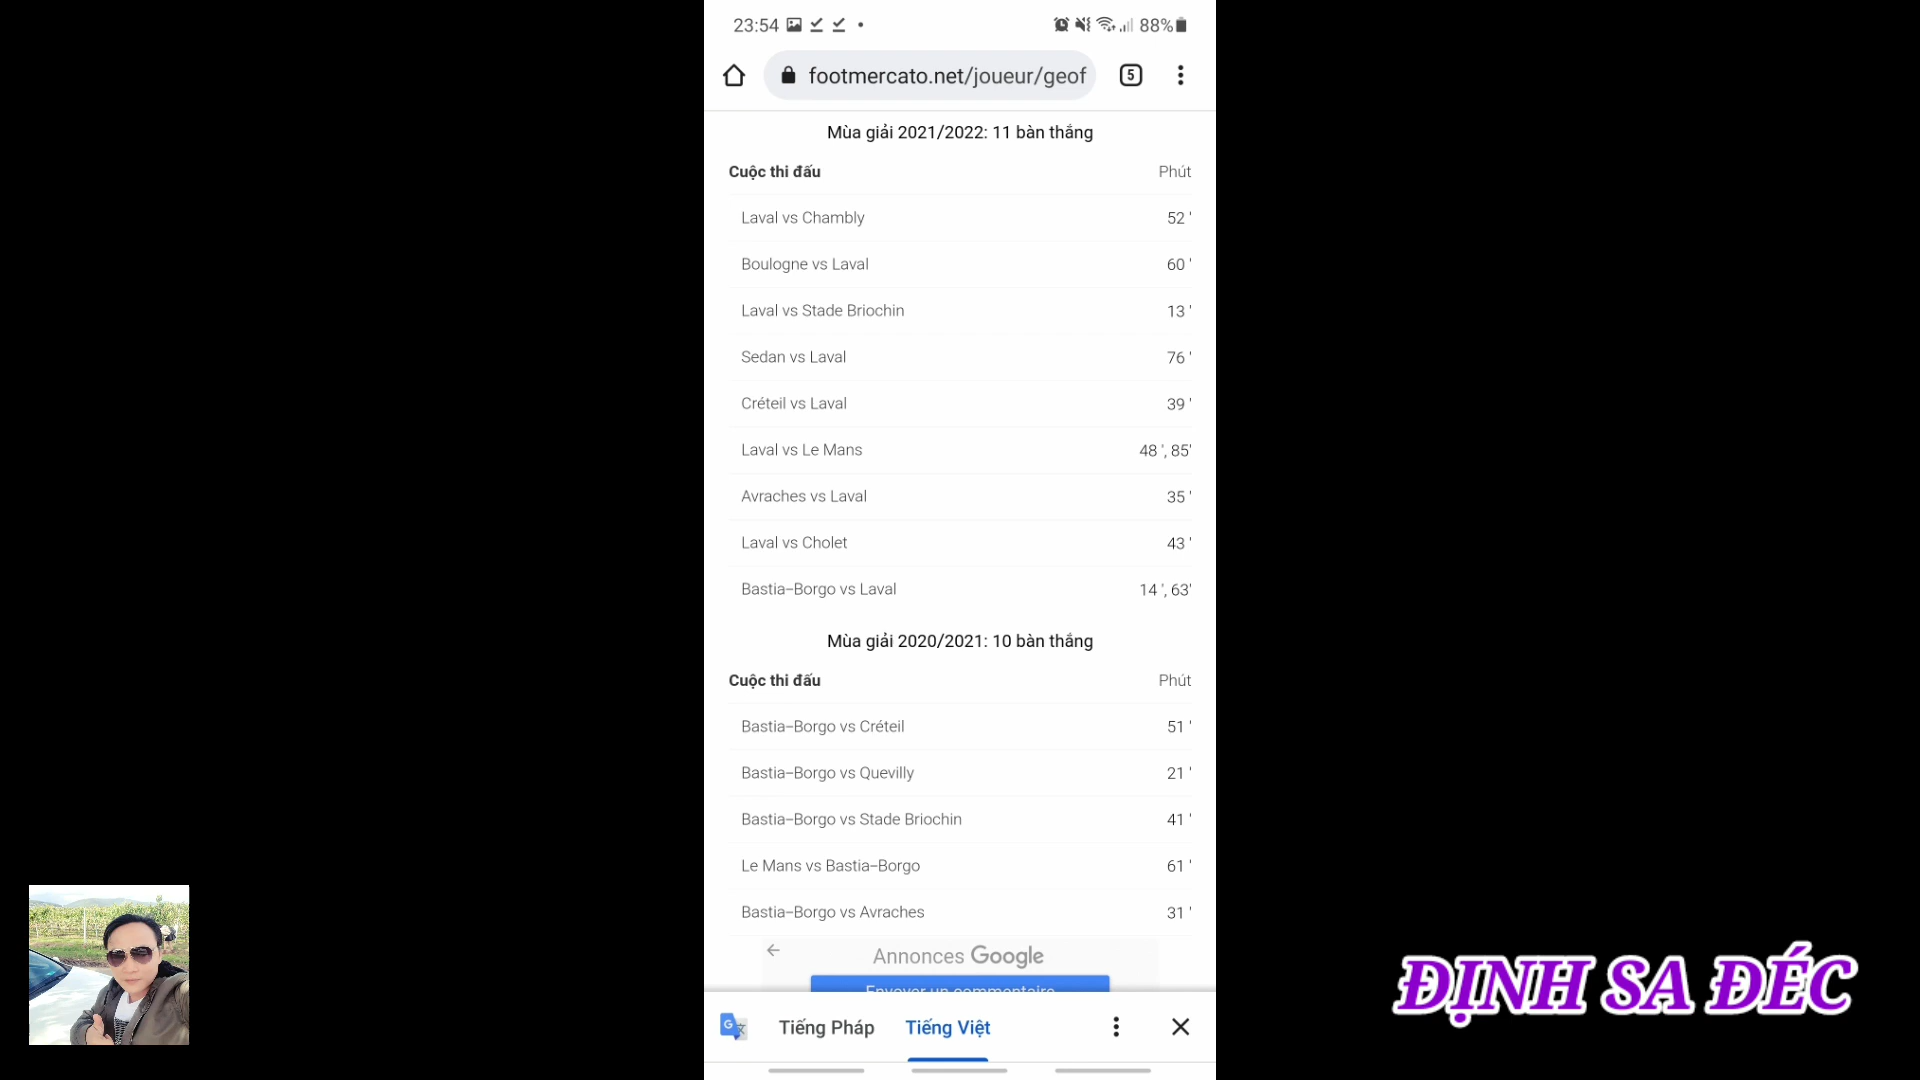 23:54 88%
footmercato.net/joueur/geof 5
Mùa giải 2021/2022: 11 bàn thắng
Cuộc thi đấu Phút
Laval vs Chambly 52 '
Boulogne vs Laval 60 '
Laval vs Stade Briochin 13 '
Sedan vs Laval 76 '
Créteil vs Laval 39 '
Laval vs Le Mans 48 ', 85'
Avraches vs Laval 35 '
Laval vs Cholet 43 '
Bastia-Borgo vs Laval 14 ', 63'
Mùa giải 2020/2021: 10 bàn thắng
Cuộc thi đấu Phút
Bastia-Borgo vs Créteil 51 '
Bastia-Borgo vs Quevilly 21 '
Bastia-Borgo vs Stade Briochin 41 '
Le Mans vs Bastia-Borgo 61 '
Bastia-Borgo vs Avraches 31 '
Annonces Google
Envoyer un commentaire
Tiếng Pháp Tiếng Việt
ĐỊNH SA ĐÉC